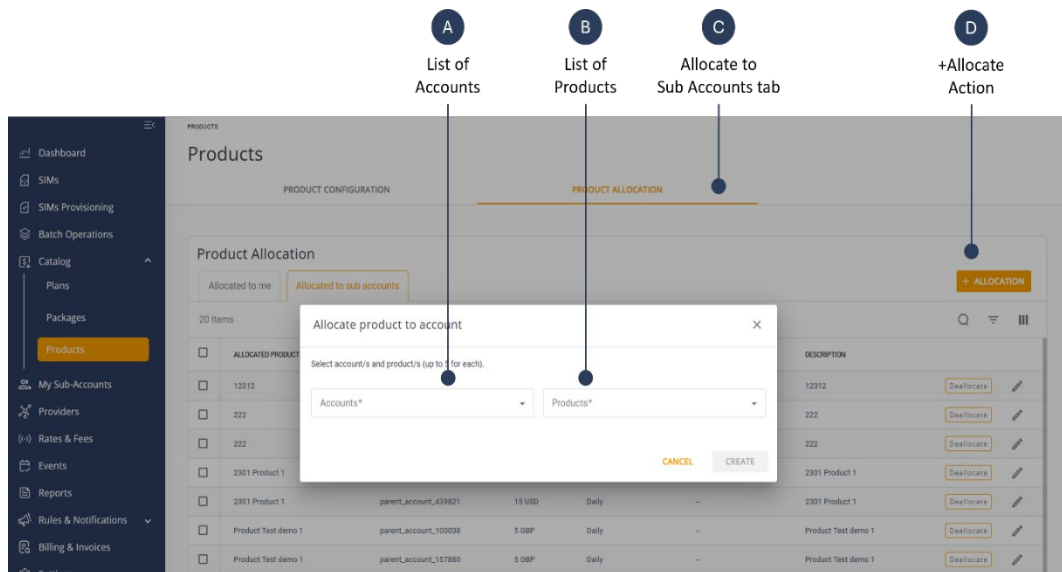 A
B
C
D
List of
Accounts
List of
Products
Allocate to
Sub Accounts tab
+Allocate
Action
Dashboard
SIMs
SIMs Provisioning
Batch Operations
Catalog
Plans
Packages
Products
My Sub-Accounts
Providers
Rates & Fees
Events
Reports
Rules & Notifications
Billing & Invoices
PRODUCTS
Products
PRODUCT CONFIGURATION
PRODUCT ALLOCATION
Product Allocation
+ ALLOCATION
Allocated to me
Allocated to sub accounts
20 Items
ALLOCATED PRODUCT
DESCRIPTION
12312
12312
Deallocate
222
222
Deallocate
222
222
Deallocate
2301 Product 1
2301 Product 1
Deallocate
2301 Product 1
parent_account_439821
15 USD
Daily
--
2301 Product 1
Deallocate
Product Test demo 1
parent_account_100038
5 GBP
Daily
--
Product Test demo 1
Deallocate
Product Test demo 1
parent_account_157880
5 GBP
Daily
--
Product Test demo 1
Deallocate
Allocate product to account
Select account/s and product/s (up to 5 for each).
Accounts*
Products*
CANCEL
CREATE